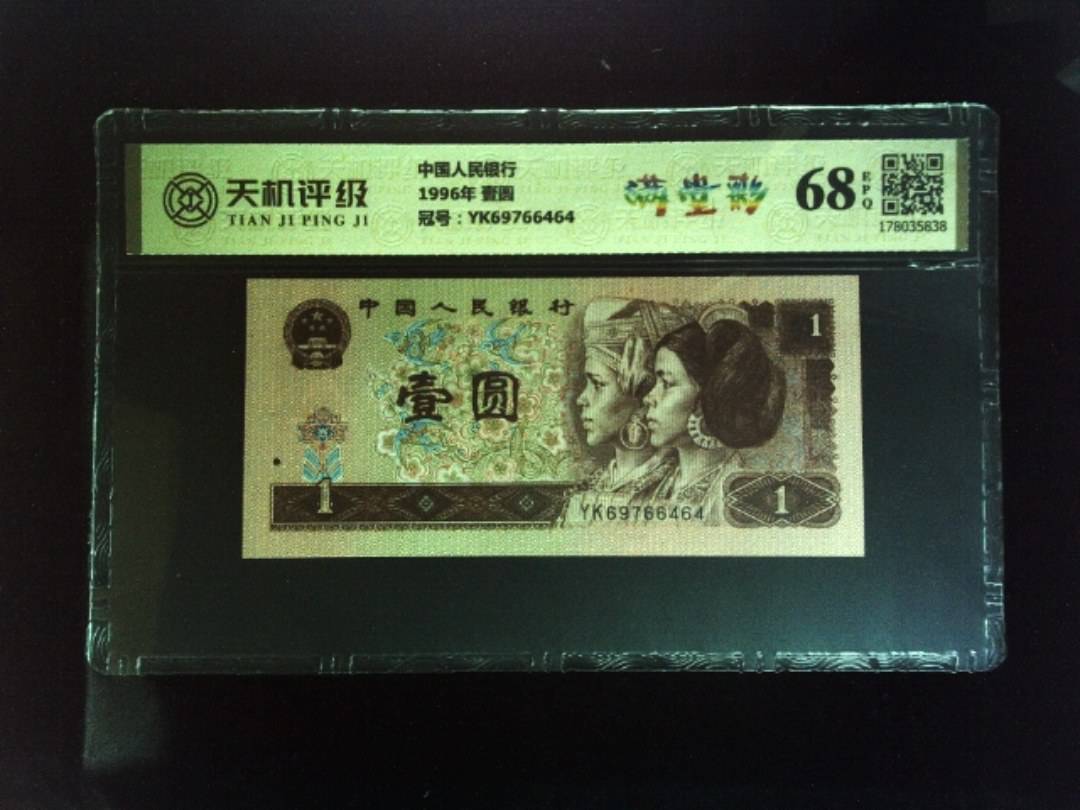 天机评级
TIAN JI PING JI
中国人民银行
1996年 壹圆
冠号：YK69766464
满堂彩
68
EPQ
178035838
中国人民银行
1
壹圆
1
YK69766464
1